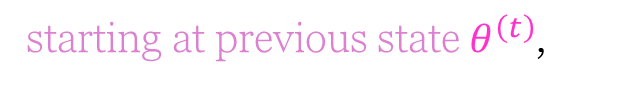 starting at previous state θ^(t),